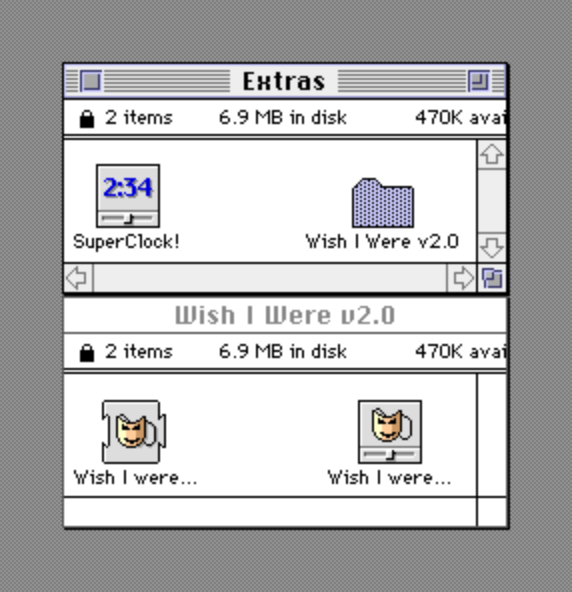 Extras
2 items 6.9 MB in disk 470K avai
2:34
SuperClock! Wish I Were v2.0
Wish I Were v2.0
2 items 6.9 MB in disk 470K avai
Wish I were... Wish I were...